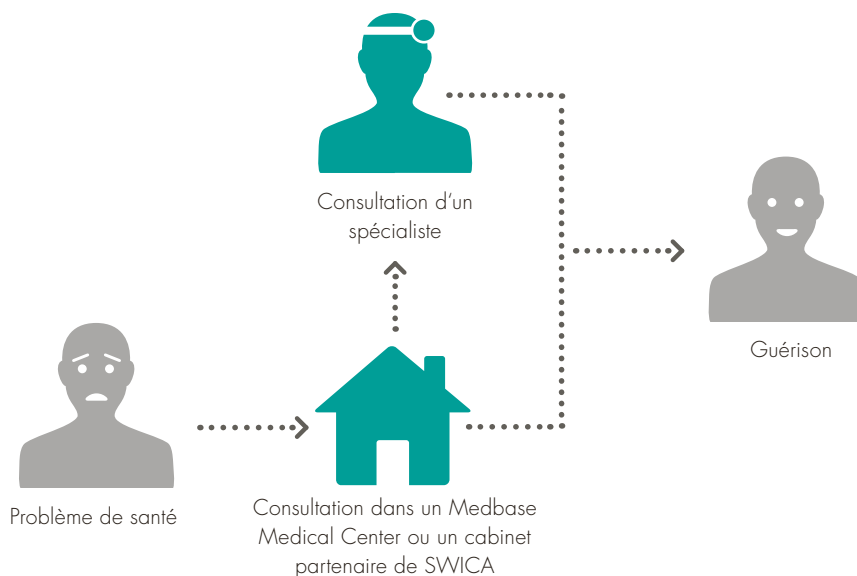 Consultation d‘un
spécialiste
Guérison
Problème de santé
Consultation dans un Medbase
Medical Center ou un cabinet
partenaire de SWICA